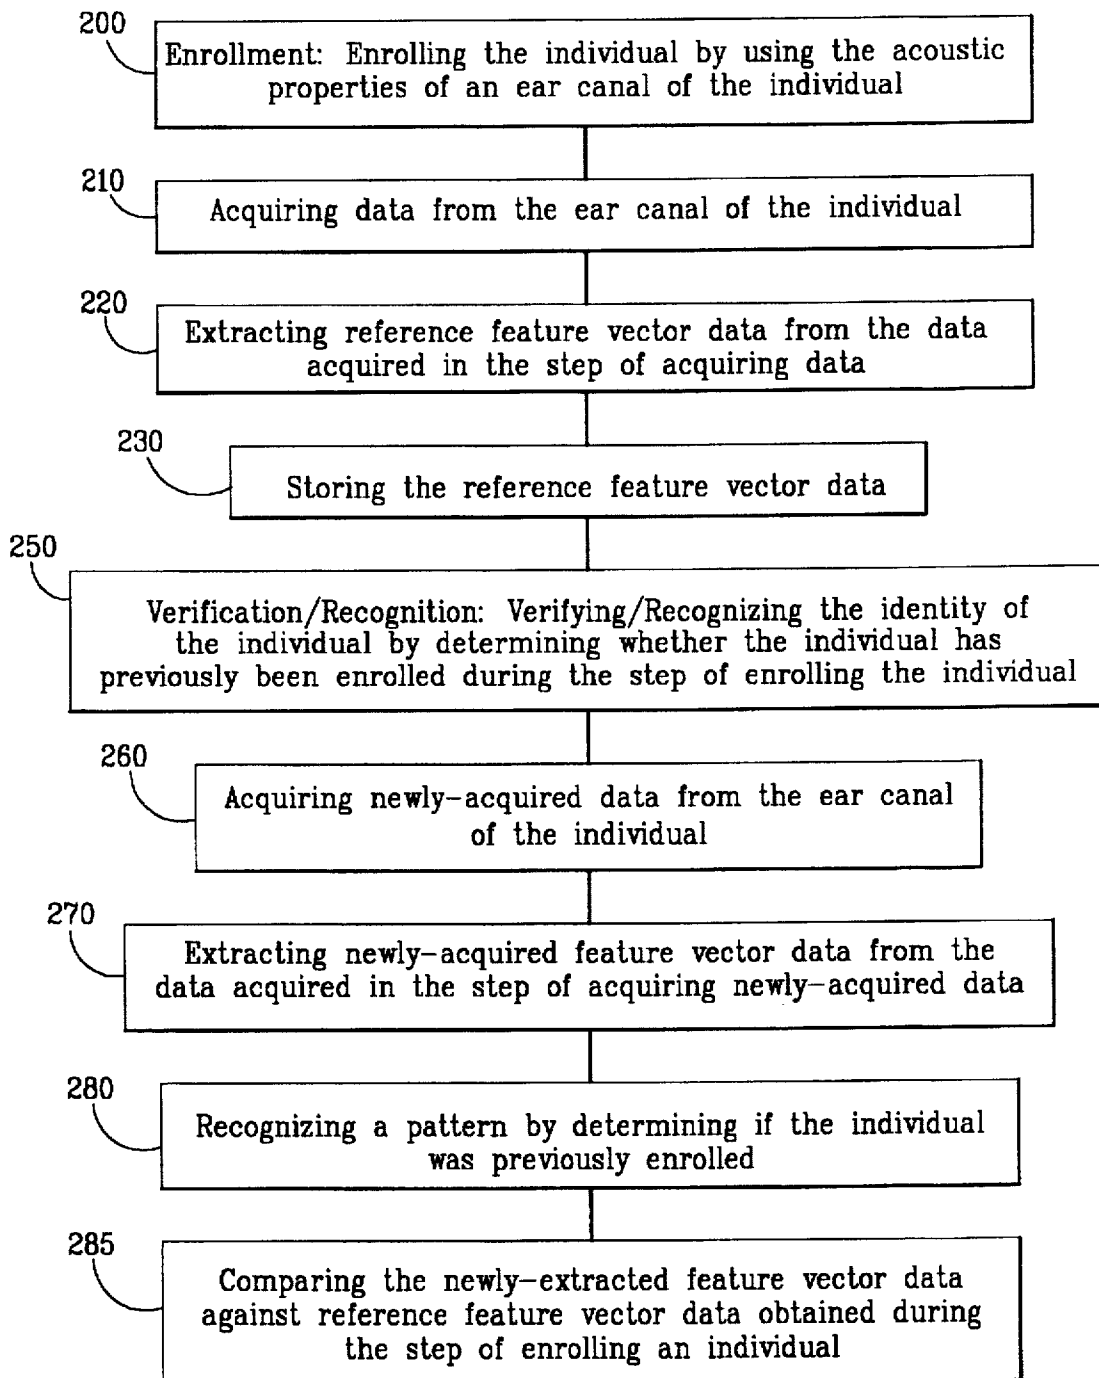 200
Enrollment: Enrolling the individual by using the acoustic
properties of an ear canal of the individual
210
Acquiring data from the ear canal of the individual
220
Extracting reference feature vector data from the data
acquired in the step of acquiring data
230
Storing the reference feature vector data
250
Verification/Recognition: Verifying/Recognizing the identity of
the individual by determining whether the individual has
previously been enrolled during the step of enrolling the individual
260
Acquiring newly-acquired data from the ear canal
of the individual
270
Extracting newly-acquired feature vector data from the
data acquired in the step of acquiring newly-acquired data
280
Recognizing a pattern by determining if the individual
was previously enrolled
285
Comparing the newly-extracted feature vector data
against reference feature vector data obtained during
the step of enrolling an individual